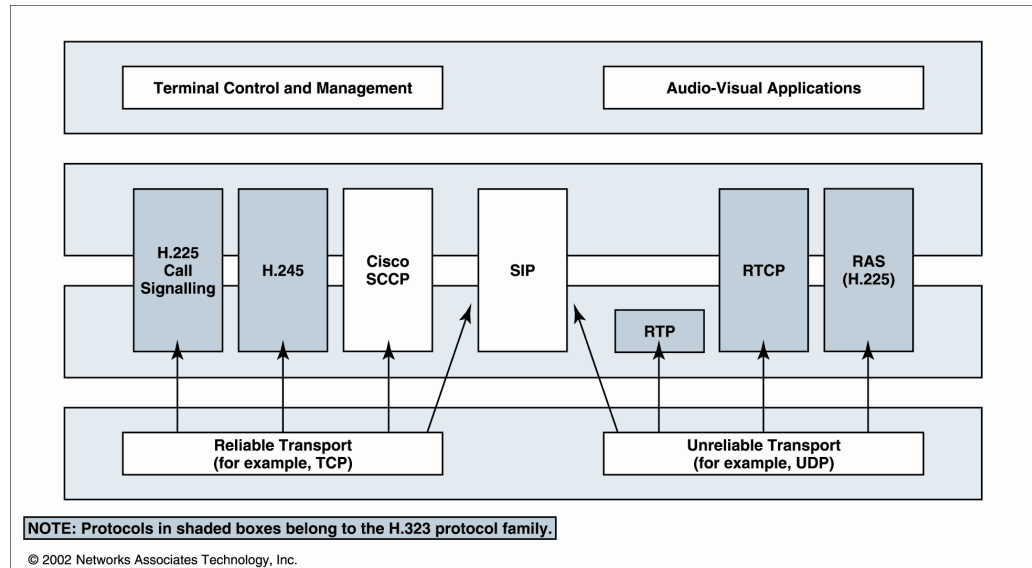 Terminal Control and Management
Audio-Visual Applications
H.225
Call
Signalling
H.245
Cisco
SCCP
SIP
RTP
RTCP
RAS
(H.225)
Reliable Transport
(for example, TCP)
Unreliable Transport
(for example, UDP)
NOTE: Protocols in shaded boxes belong to the H.323 protocol family.
© 2002 Networks Associates Technology, Inc.